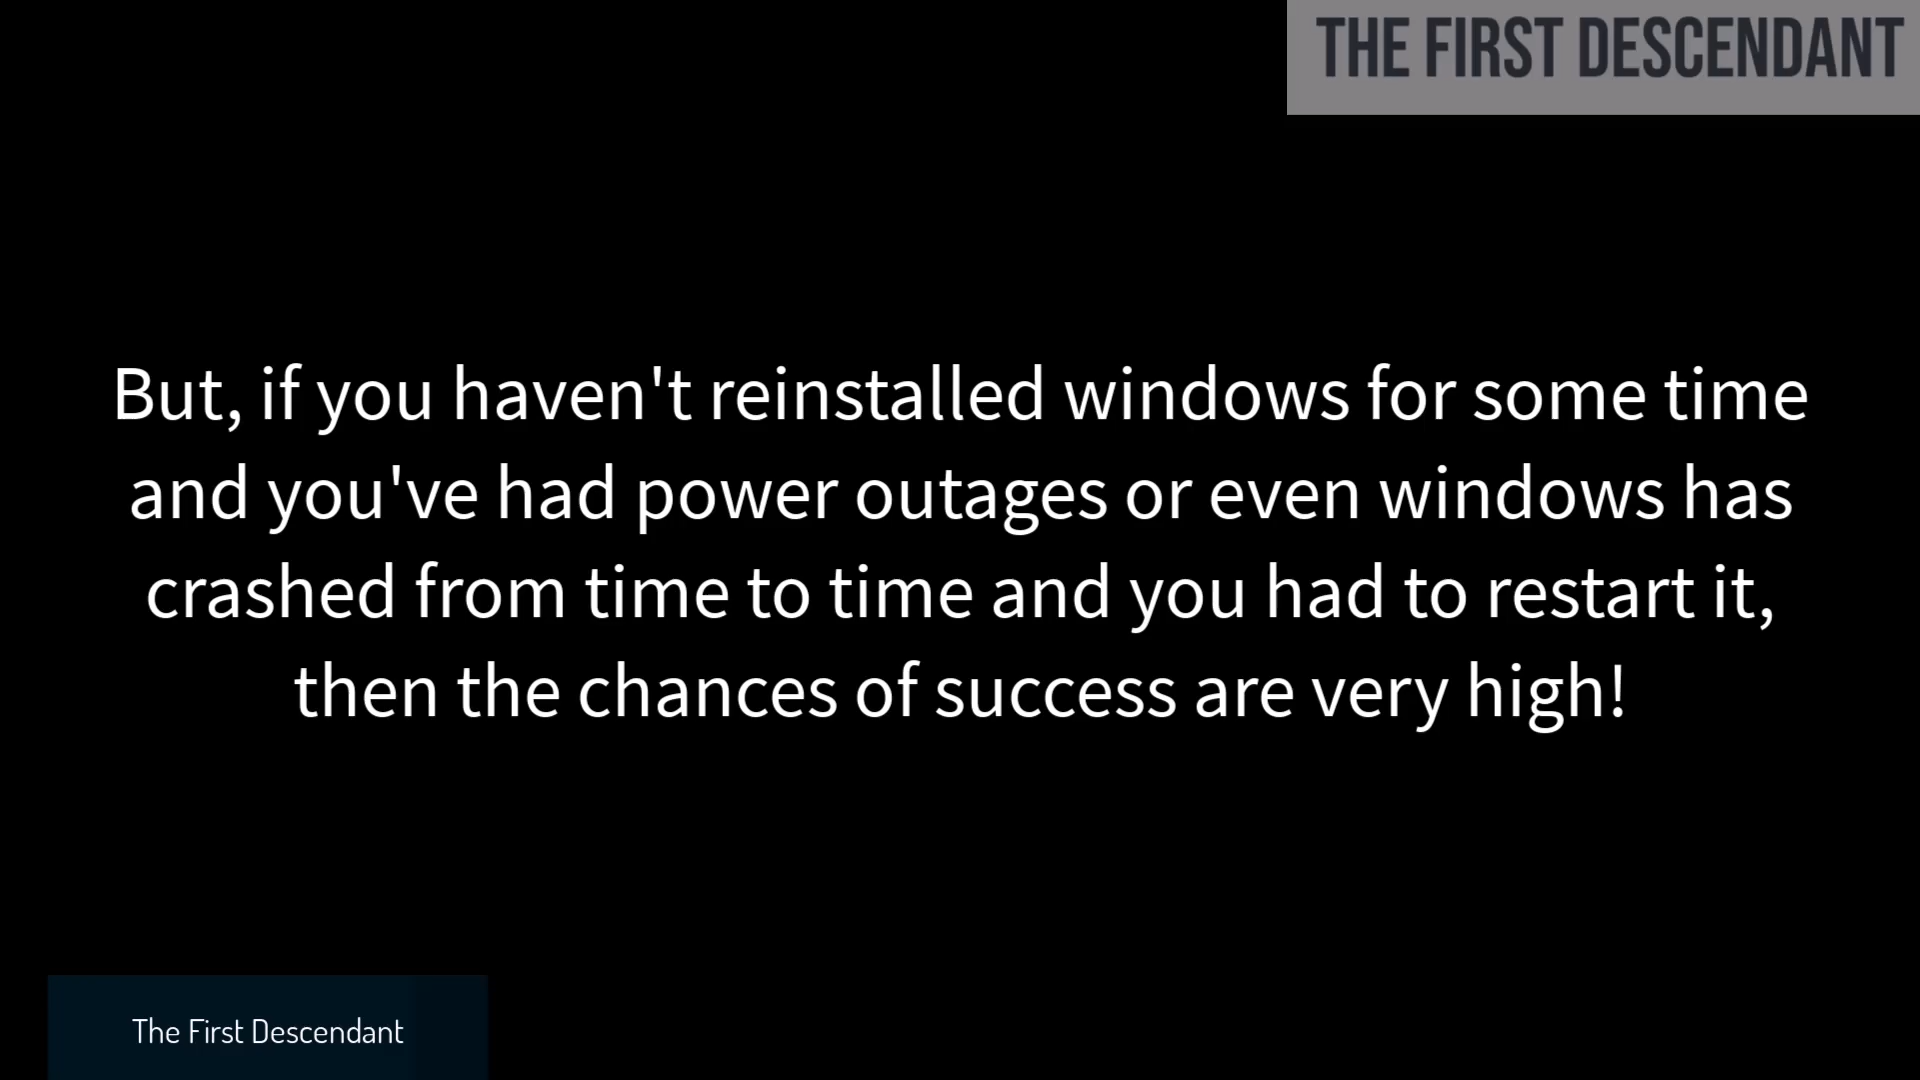 THE FIRST DESCENDANT
But, if you haven't reinstalled windows for some time
and you've had power outages or even windows has
crashed from time to time and you had to restart it,
then the chances of success are very high!
The First Descendant